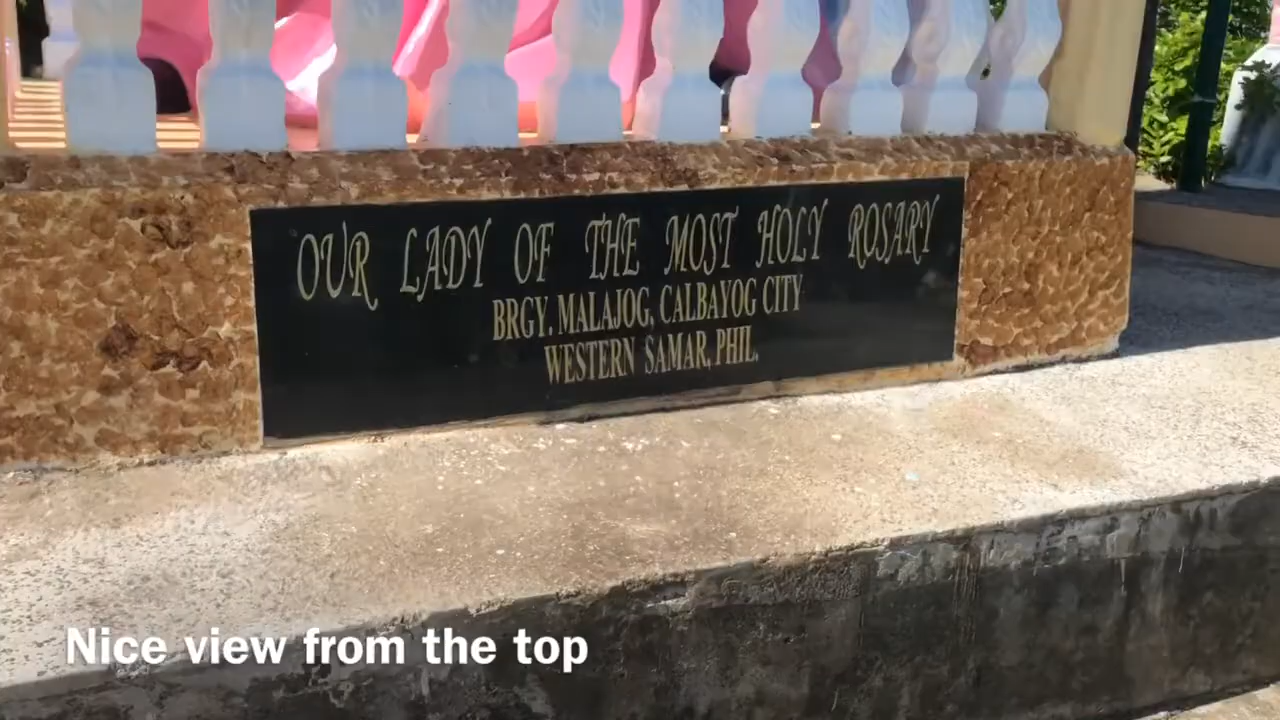 OUR LADY OF THE MOST HOLY ROSARY
BRGY. MALAJOG, CALBAYOG CITY
WESTERN SAMAR, PHIL.
Nice view from the top